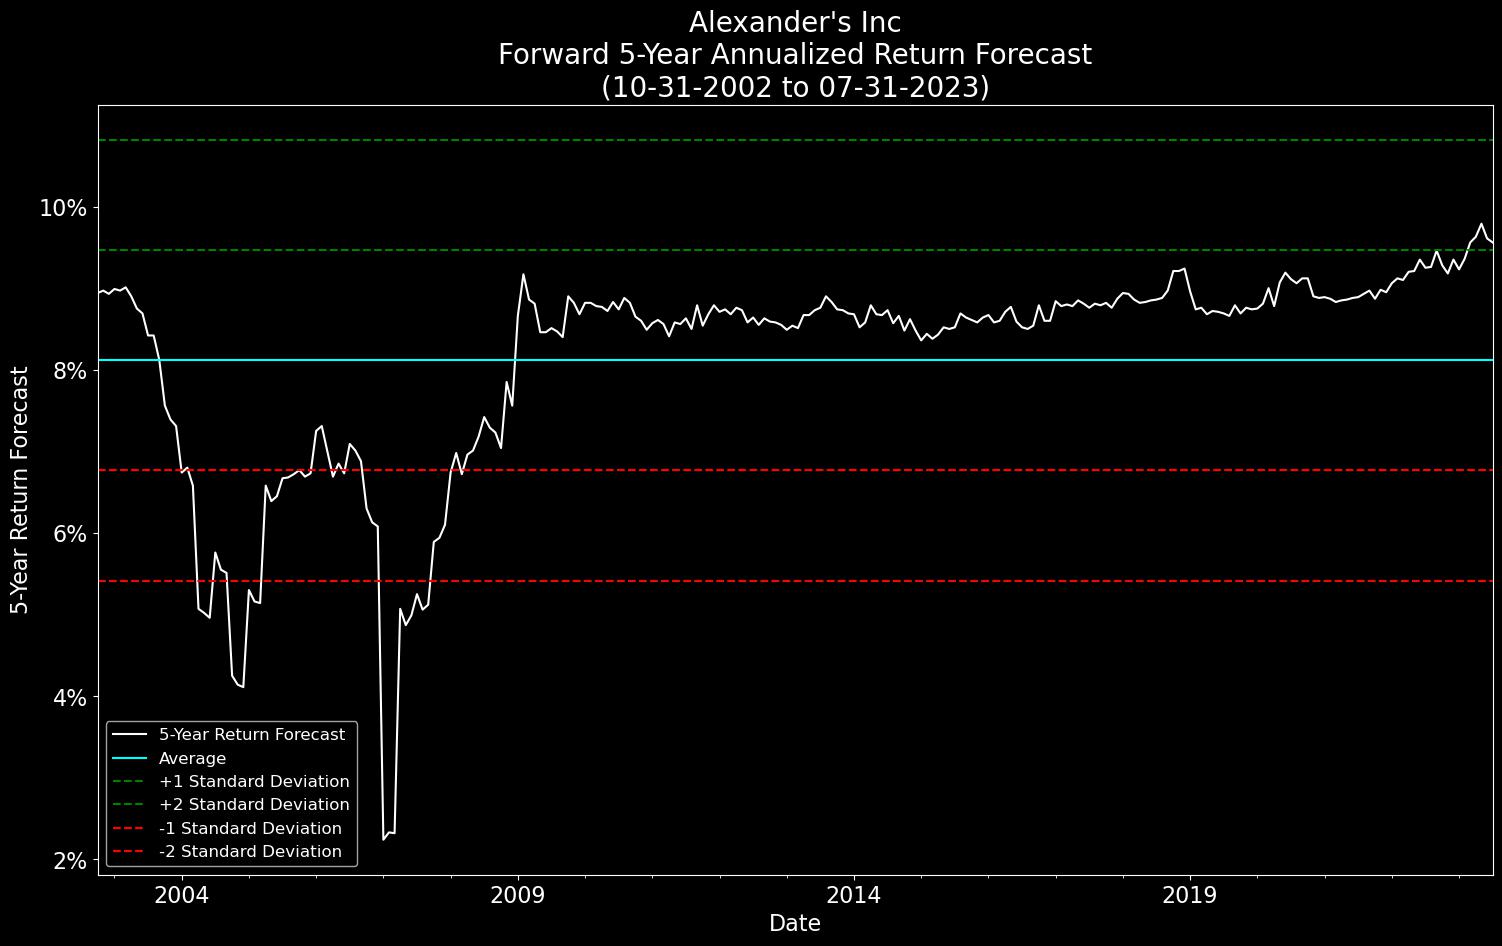 Alexander's Inc
Forward 5-Year Annualized Return Forecast
(10-31-2002 to 07-31-2023)
10%
8%
6%
4%
2%
5-Year Return Forecast
5-Year Return Forecast
Average
+1 Standard Deviation
+2 Standard Deviation
-1 Standard Deviation
-2 Standard Deviation
2004
2009
2014
2019
Date